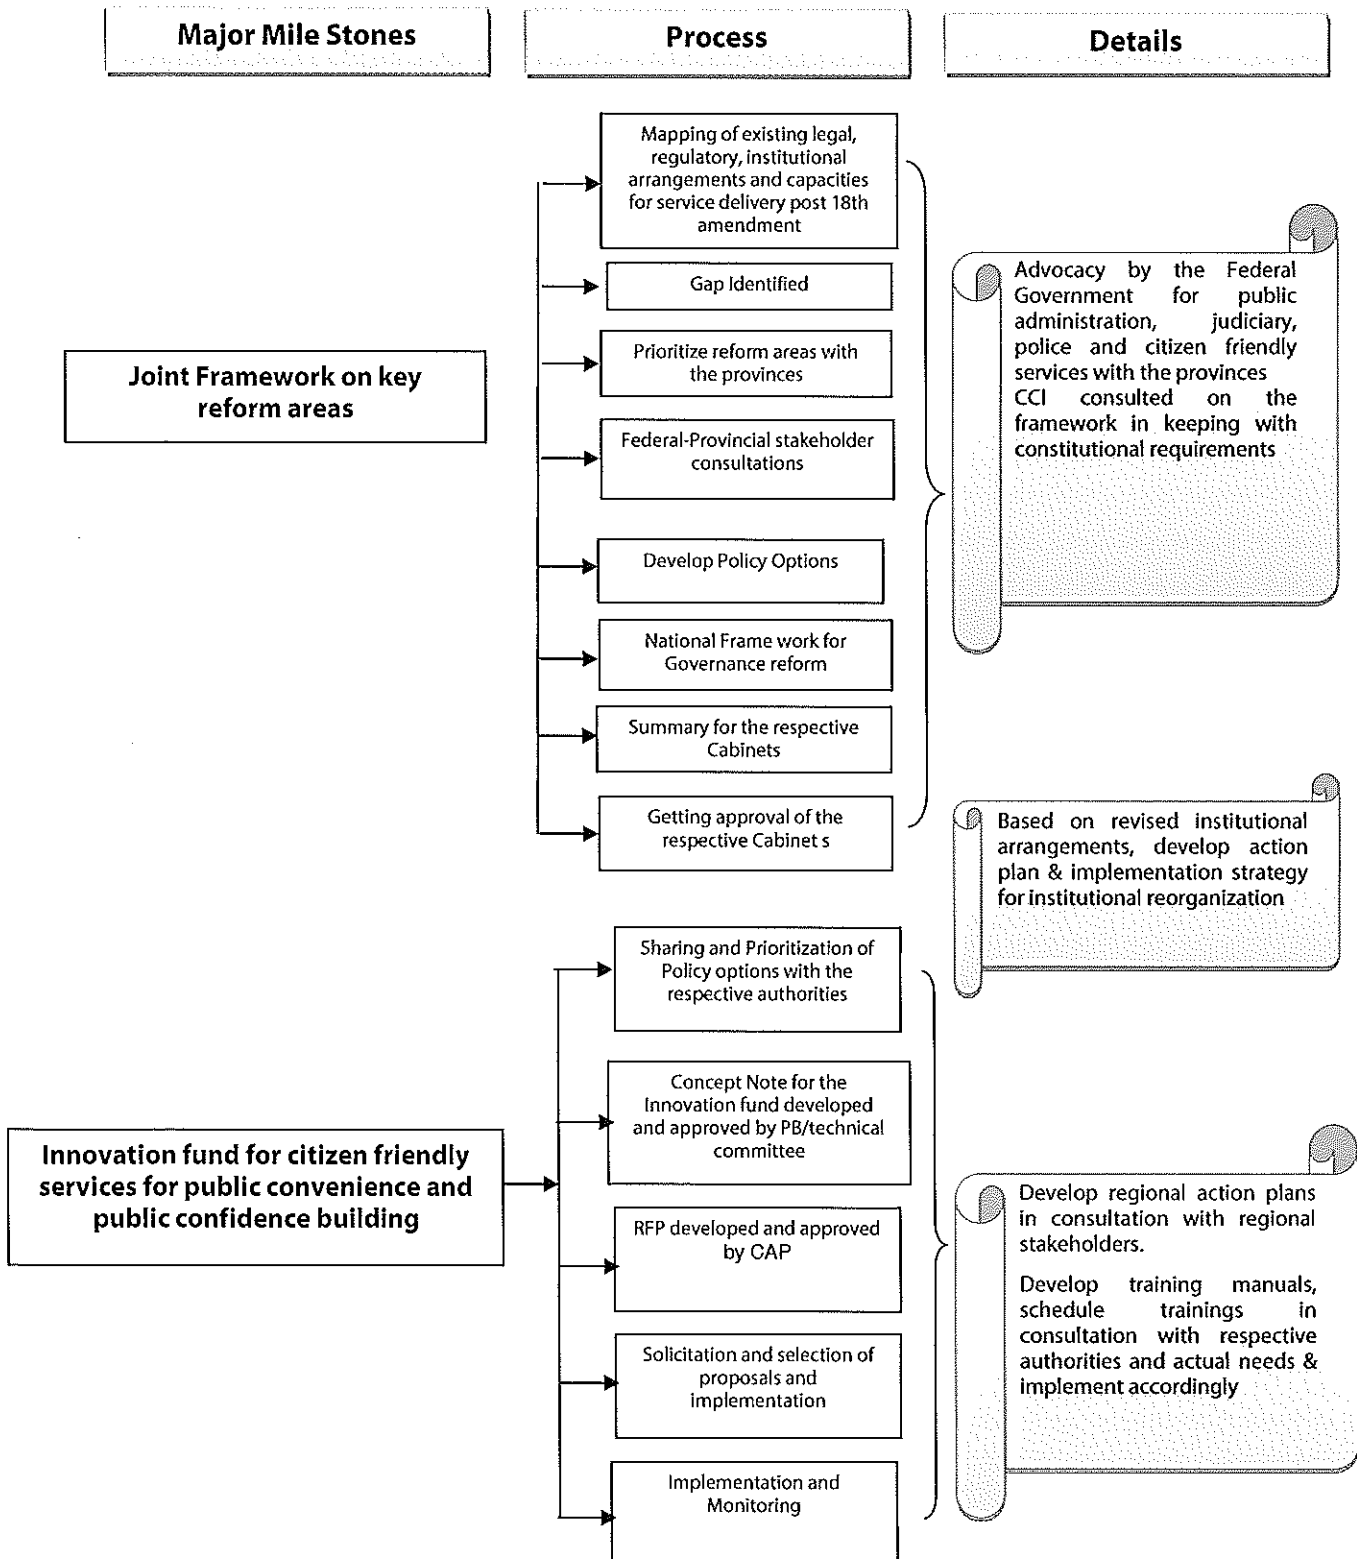 Major Mile Stones
Process
Details
Mapping of existing legal,
regulatory, institutional
arrangements and capacities
for service delivery post 18th
amendment
Gap Identified
Prioritize reform areas with
the provinces
Federal-Provincial stakeholder
consultations
Develop Policy Options
National Frame work for
Governance reform
Summary for the respective
Cabinets
Getting approval of the
respective Cabinet s
Joint Framework on key
reform areas
Advocacy by the Federal
Government for public
administration, judiciary,
police and citizen friendly
services with the provinces
CCI consulted on the
framework in keeping with
constitutional requirements
Based on revised institutional
arrangements, develop action
plan & implementation strategy
for institutional reorganization
Innovation fund for citizen friendly
services for public convenience and
public confidence building
Sharing and Prioritization of
Policy options with the
respective authorities
Concept Note for the
Innovation fund developed
and approved by PB/technical
committee
RFP developed and approved
by CAP
Solicitation and selection of
proposals and
implementation
Implementation and
Monitoring
Develop regional action plans
in consultation with regional
stakeholders.
Develop training manuals,
schedule trainings in
consultation with respective
authorities and actual needs &
implement accordingly